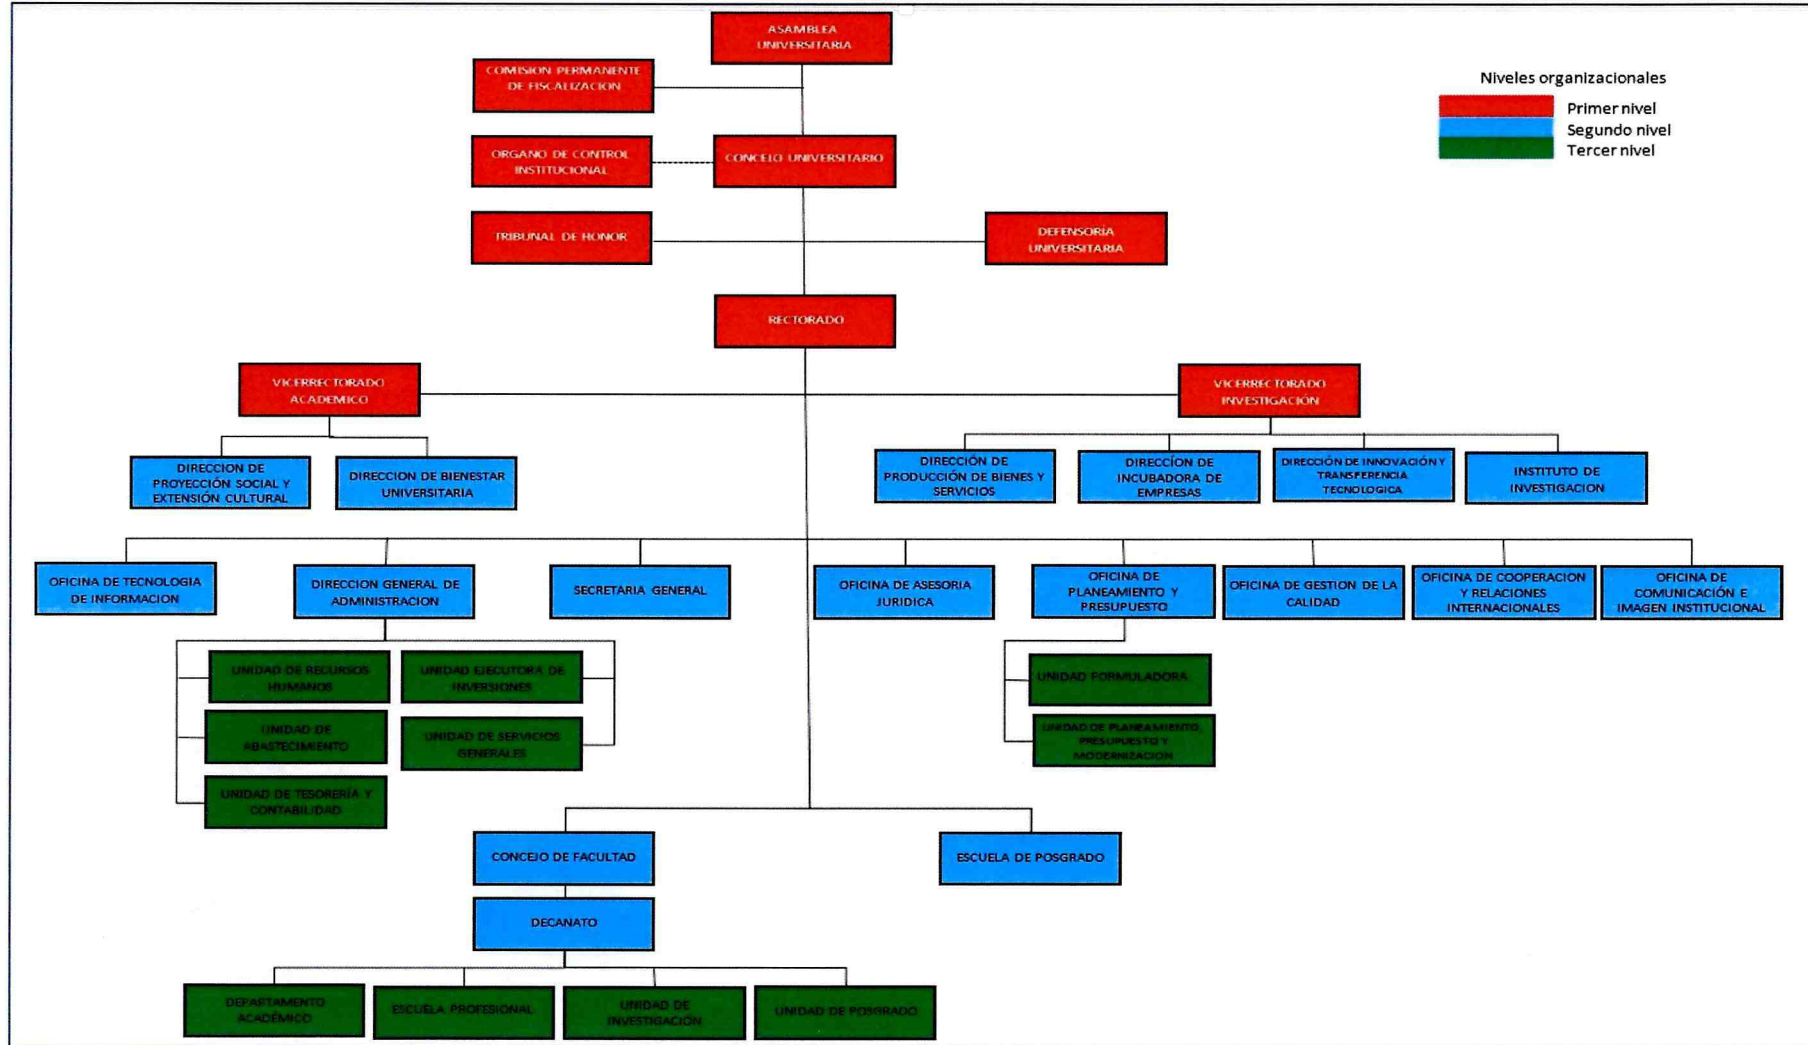 ASAMBLEA
UNIVERSITARIA
COMISION PERMANENTE
DE FISCALIZACION
Niveles organizacionales
Primer nivel
Segundo nivel
Tercer nivel
ORGANO DE CONTROL
INSTITUCIONAL
CONCEJO UNIVERSITARIO
TRIBUNAL DE HONOR
DEFENSORÍA
UNIVERSITARIA
RECTORADO
VICERRECTORADO
ACADEMICO
VICERRECTORADO
INVESTIGACIÓN
DIRECCION DE
PROYECCIÓN SOCIAL Y
EXTENSIÓN CULTURAL
DIRECCION DE BIENESTAR
UNIVERSITARIA
DIRECCIÓN DE
PRODUCCIÓN DE BIENES Y
SERVICIOS
DIRECCÍON DE
INCUBADORA DE
EMPRESAS
DIRECCIÓN DE INNOVACIÓN Y
TRANSFERENCIA
TECNOLOGICA
INSTITUTO DE
INVESTIGACION
OFICINA DE TECNOLOGIA
DE INFORMACION
DIRECCION GENERAL DE
ADMINISTRACION
SECRETARIA GENERAL
OFICINA DE ASESORIA
JURIDICA
OFICINA DE
PLANEAMIENTO Y
PRESUPUESTO
OFICINA DE GESTION DE LA
CALIDAD
OFICINA DE COOPERACION
Y RELACIONES
INTERNACIONALES
OFICINA DE
COMUNICACIÓN E
IMAGEN INSTITUCIONAL
UNIDAD DE RECURSOS
HUMANOS
UNIDAD EJECUTORA DE
INVERSIONES
UNIDAD FORMULADORA
UNIDAD DE
ABASTECIMIENTO
UNIDAD DE SERVICIOS
GENERALES
UNIDAD DE PLANEAMIENTO,
PRESUPUESTO Y
MODERNIZACION
UNIDAD DE TESORERÍA Y
CONTABILIDAD
CONCEJO DE FACULTAD
ESCUELA DE POSGRADO
DECANATO
DEPARTAMENTO
ACADÉMICO
ESCUELA PROFESIONAL
UNIDAD DE
INVESTIGACIÓN
UNIDAD DE POSGRADO